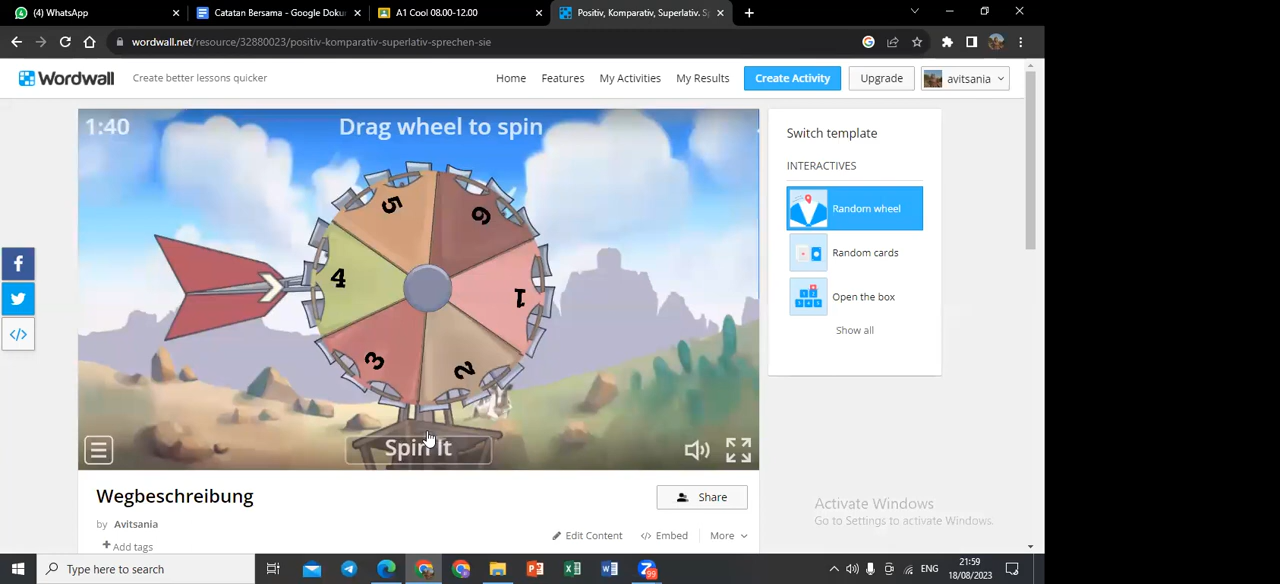 (4) WhatsApp
Catatan Bersama - Google Doku
A1 Cool 08.00-12.00
Positiv, Komparativ, Superlativ. S
wordwall.net/resource/32880023/positiv-komparativ-superlativ-sprechen-sie
Wordwall
Create better lessons quicker
Home
Features
My Activities
My Results
Create Activity
Upgrade
avitsania
1:40
Drag wheel to spin
5
6
4
1
3
2
Spin It
Switch template
INTERACTIVES
Random wheel
Random cards
Open the box
Show all
Wegbeschreibung
Share
by Avitsania
Edit Content
Embed
More
Add tags
Activate Windows
Go to Settings to activate Windows.
Type here to search
99
ENG
21:59
18/08/2023